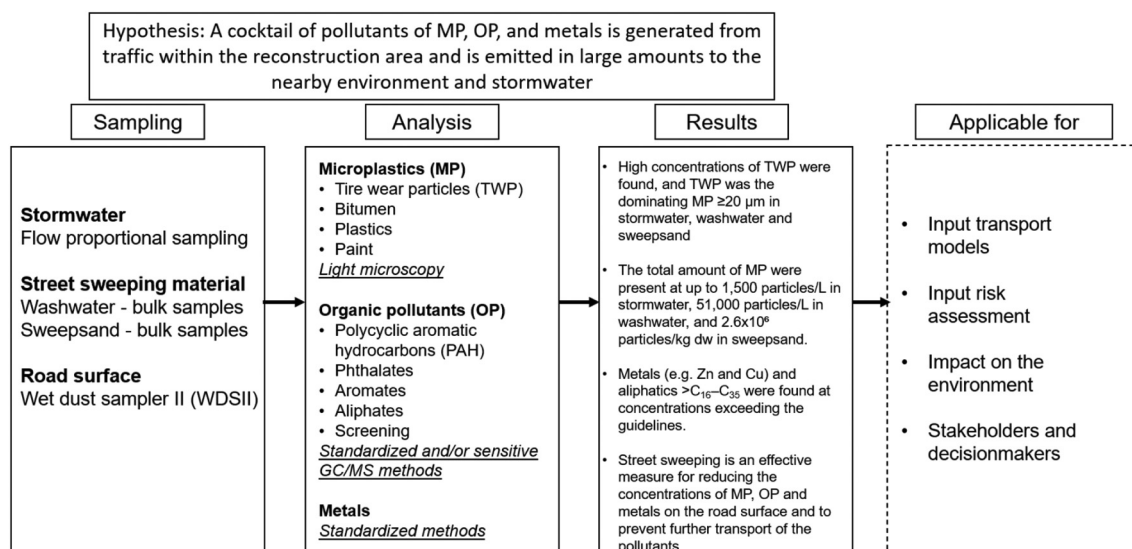 Hypothesis: A cocktail of pollutants of MP, OP, and metals is generated from
traffic within the reconstruction area and is emitted in large amounts to the
nearby environment and stormwater
Sampling
Stormwater
Flow proportional sampling
Street sweeping material
Washwater - bulk samples
Sweepsand - bulk samples
Road surface
Wet dust sampler II (WDSII)
Analysis
Microplastics (MP)
• Tire wear particles (TWP)
• Bitumen
• Plastics
• Paint
Light microscopy
Organic pollutants (OP)
• Polycyclic aromatic
hydrocarbons (PAH)
• Phthalates
• Aromates
• Aliphates
• Screening
Standardized and/or sensitive
GC/MS methods
Metals
Standardized methods
Results
• High concentrations of TWP were
found, and TWP was the
dominating MP ≥20 μm in
stormwater, washwater and
sweepsand
• The total amount of MP were
present at up to 1,500 particles/L in
stormwater, 51,000 particles/L in
washwater, and 2.6x10⁶
particles/kg dw in sweepsand.
• Metals (e.g. Zn and Cu) and
aliphatics >C₁₆–C₃₅ were found at
concentrations exceeding the
guidelines.
• Street sweeping is an effective
measure for reducing the
concentrations of MP, OP and
metals on the road surface and to
prevent further transport of the
pollutants
Applicable for
• Input transport
models
• Input risk
assessment
• Impact on the
environment
• Stakeholders and
decisionmakers